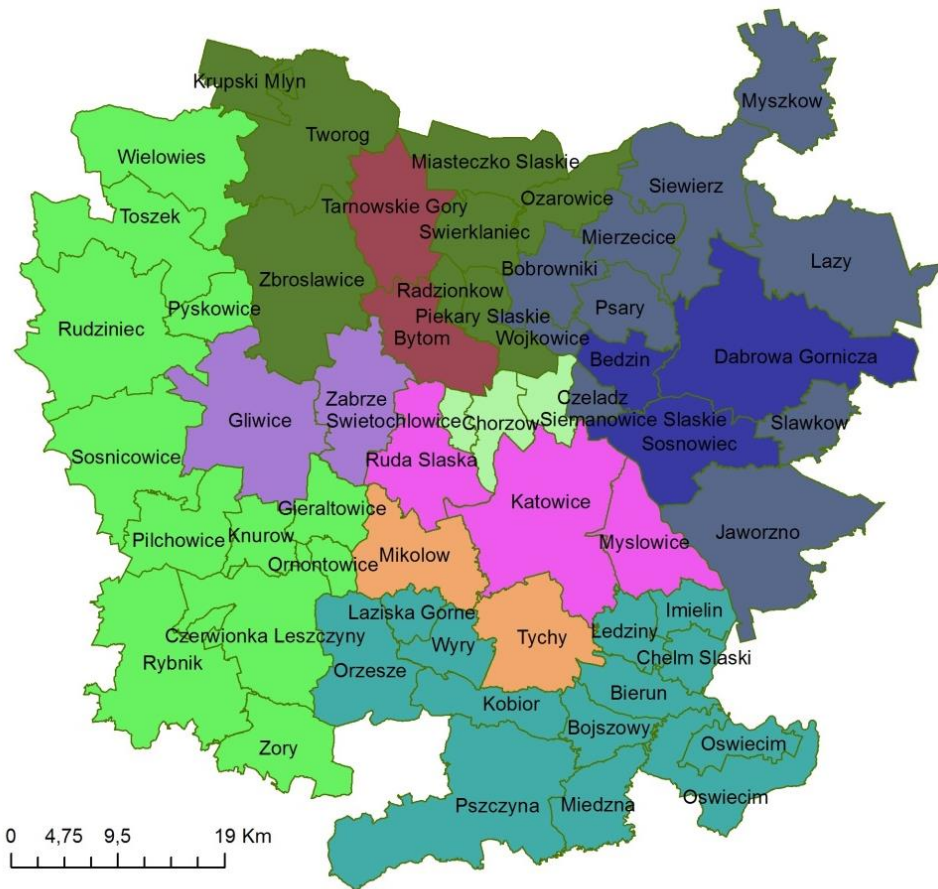 Krupski Mlyn
Myszkow
Tworog
Wielowies
Miasteczko Slaskie
Siewierz
Ozarowice
Toszek
Tarnowskie Gory
Swierklaniec
Mierzecice
Lazy
Bobrowniki
Zbroslawice
Radzionkow
Pyskowice
Psary
Piekary Slaskie
Rudziniec
Wojkowice
Bytom
Bedzin
Dabrowa Gornicza
Zabrze
Czeladz
Gliwice
Swietochlowice
Chorzow
Siemanowice Slaskie
Slawkow
Sosnowiec
Sosnicowice
Ruda Slaska
Katowice
Gieraltowice
Jaworzno
Pilchowice
Knurow
Myslowice
Mikolow
Ornontowice
Laziska Gorne
Imielin
Czerwionka Leszczyny
Tychy
Ledziny
Wyry
Chelm Slaski
Rybnik
Orzesze
Bierun
Kobior
Bojszowy
Zory
Oswiecim
Oswiecim
Pszczyna
Miedzna
0 4,75 9,5 19 Km